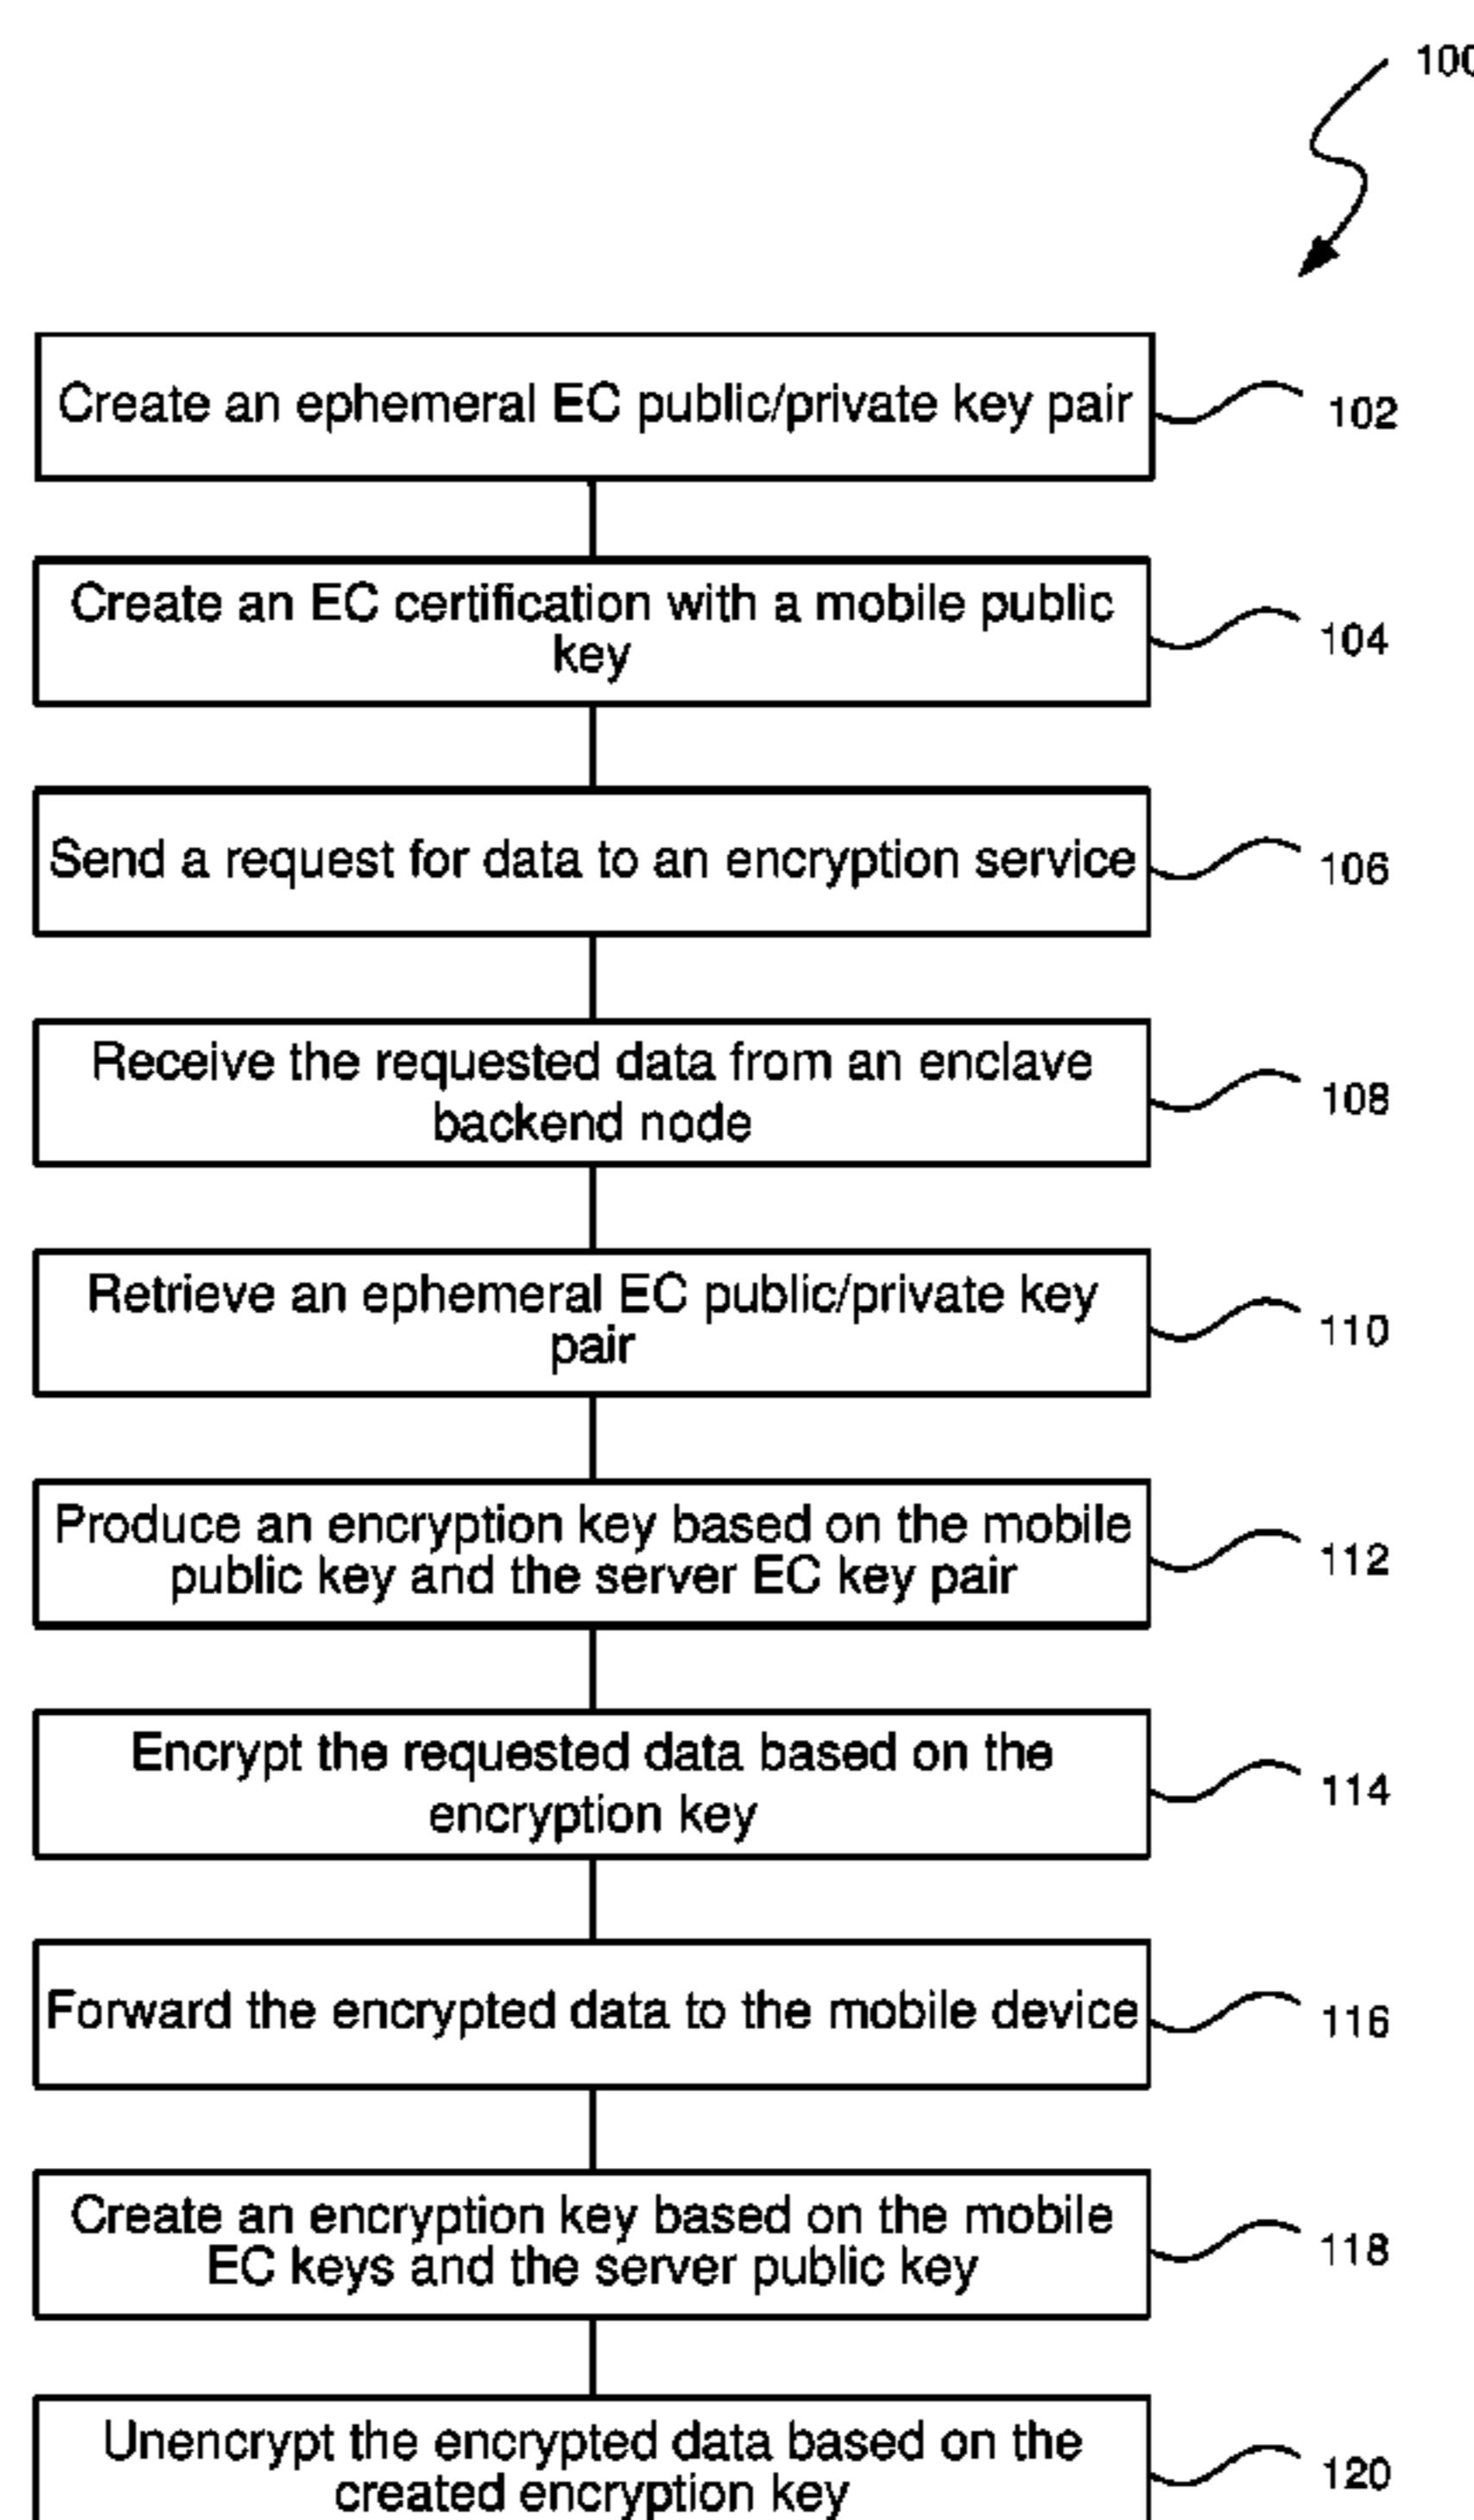 100
Create an ephemeral EC public/private key pair
102
Create an EC certification with a mobile public
key
104
Send a request for data to an encryption service
106
Receive the requested data from an enclave
backend node
108
Retrieve an ephemeral EC public/private key
pair
110
Produce an encryption key based on the mobile
public key and the server EC key pair
112
Encrypt the requested data based on the
encryption key
114
Forward the encrypted data to the mobile device
116
Create an encryption key based on the mobile
EC keys and the server public key
118
Unencrypt the encrypted data based on the
created encryption key
120